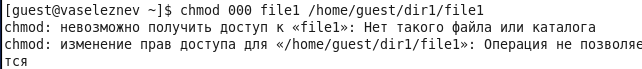 [guest@vaseleznev ~]$ chmod 000 file1 /home/guest/dir1/file1
chmod: невозможно получить доступ к «file1»: Нет такого файла или каталога
chmod: изменение прав доступа для «/home/guest/dir1/file1»: Операция не позволяе
тся